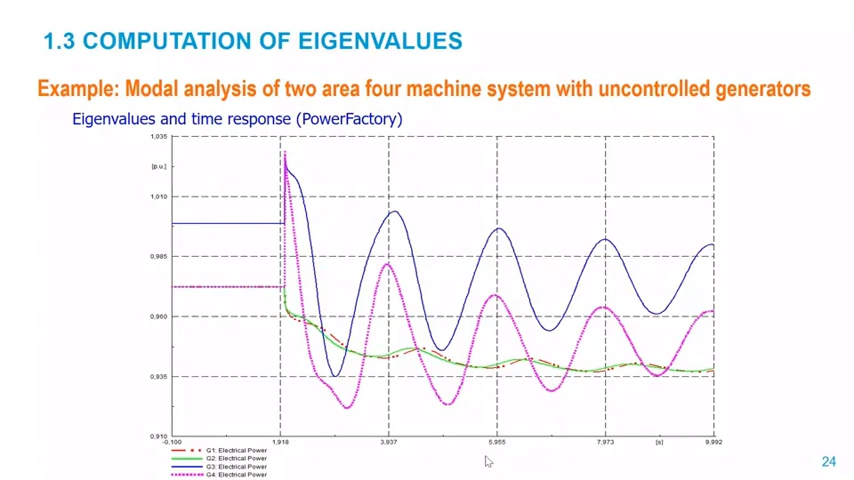 1.3 COMPUTATION OF EIGENVALUES
Example: Modal analysis of two area four machine system with uncontrolled generators
Eigenvalues and time response (PowerFactory)
1,035
[p.u.]
1,010
0,985
0,960
0,935
0,910
-0,100 1,918 3,937 5,955 7,973 [s] 9,992
G1: Electrical Power
G2: Electrical Power
G3: Electrical Power
G4: Electrical Power
24